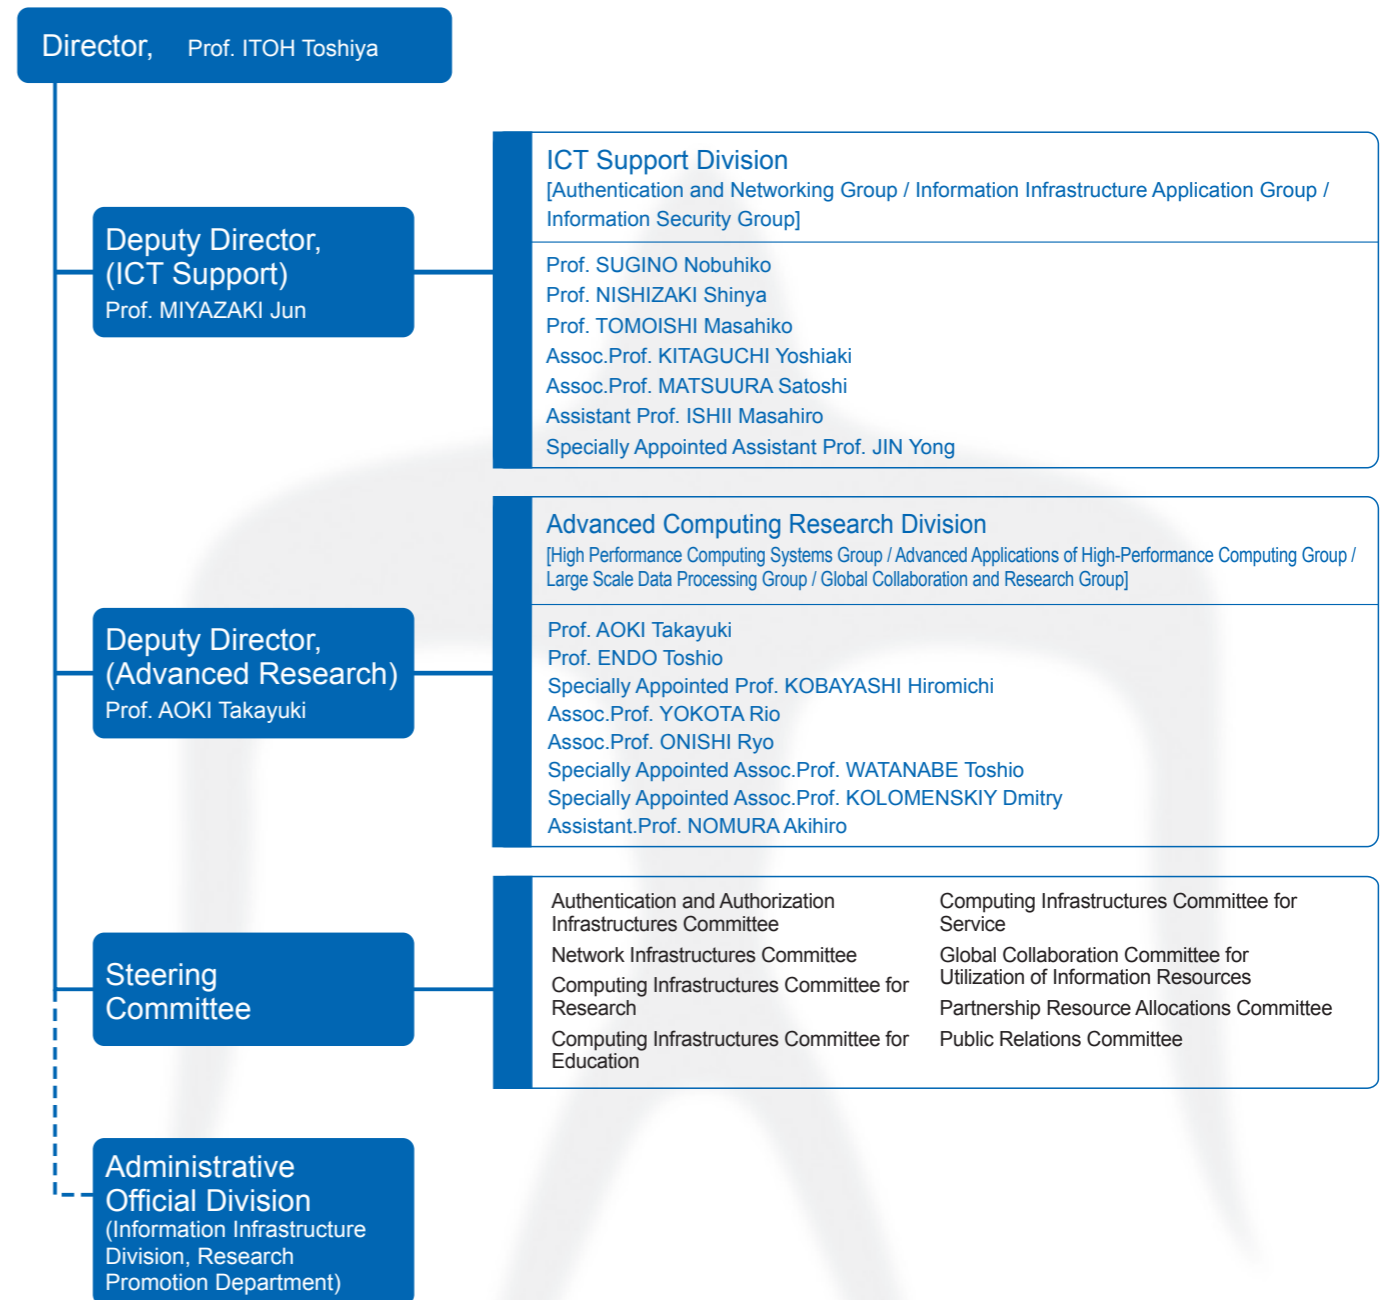 Director, Prof. ITOH Toshiya
Deputy Director,
(ICT Support)
Prof. MIYAZAKI Jun
ICT Support Division
[Authentication and Networking Group / Information Infrastructure Application Group /
Information Security Group]
Prof. SUGINO Nobuhiko
Prof. NISHIZAKI Shinya
Prof. TOMOISHI Masahiko
Assoc.Prof. KITAGUCHI Yoshiaki
Assoc.Prof. MATSUURA Satoshi
Assistant Prof. ISHII Masahiro
Specially Appointed Assistant Prof. JIN Yong
Deputy Director,
(Advanced Research)
Prof. AOKI Takayuki
Advanced Computing Research Division
[High Performance Computing Systems Group / Advanced Applications of High-Performance Computing Group /
Large Scale Data Processing Group / Global Collaboration and Research Group]
Prof. AOKI Takayuki
Prof. ENDO Toshio
Specially Appointed Prof. KOBAYASHI Hiromichi
Assoc.Prof. YOKOTA Rio
Assoc.Prof. ONISHI Ryo
Specially Appointed Assoc.Prof. WATANABE Toshio
Specially Appointed Assoc.Prof. KOLOMENSKIY Dmitry
Assistant.Prof. NOMURA Akihiro
Steering
Committee
Authentication and Authorization
Infrastructures Committee
Network Infrastructures Committee
Computing Infrastructures Committee for
Research
Computing Infrastructures Committee for
Education
Computing Infrastructures Committee for
Service
Global Collaboration Committee for
Utilization of Information Resources
Partnership Resource Allocations Committee
Public Relations Committee
Administrative
Official Division
(Information Infrastructure
Division, Research
Promotion Department)